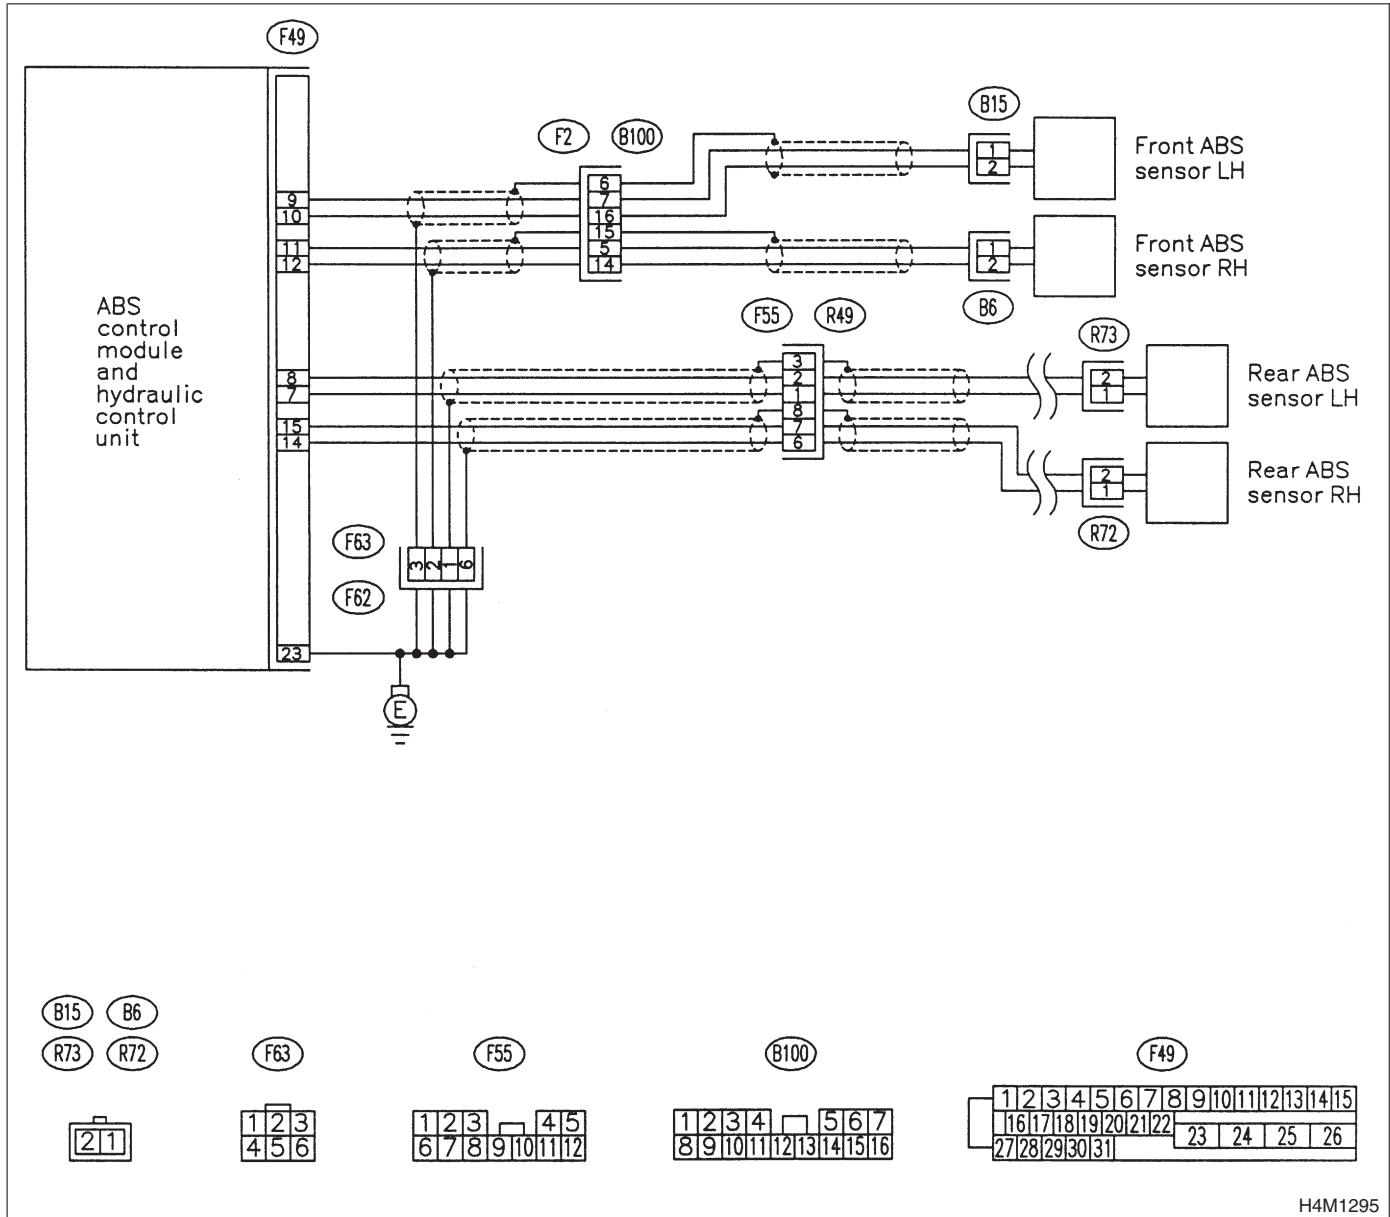 F49
B15
F2 B100
Front ABS
sensor LH
1
2
6
7
16
15
5
14
9
10
11
12
Front ABS
sensor RH
1
2
B6
ABS
control
module
and
hydraulic
control
unit
F55 R49
R73
3
2
1
8
7
6
8
7
15
14
2
1
Rear ABS
sensor LH
2
1
Rear ABS
sensor RH
R72
F63
3 2 1 6
F62
23
E
B15 B6
R73 R72
F63
F55
B100
F49
2 1
1 2 3
4 5 6
1 2 3 4 5
6 7 8 9 10 11 12
1 2 3 4 5 6 7
8 9 10 11 12 13 14 15 16
1 2 3 4 5 6 7 8 9 10 11 12 13 14 15
16 17 18 19 20 21 22
23 24 25 26
27 28 29 30 31
H4M1295